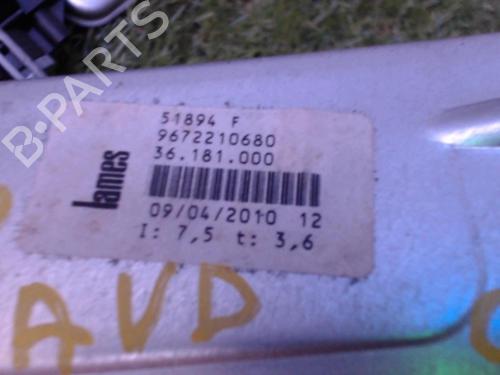 51894 F
9672210680
36.181.000
lames
09/04/2010 12
I: 7,5 t: 3,6
AVD
B-PARTS